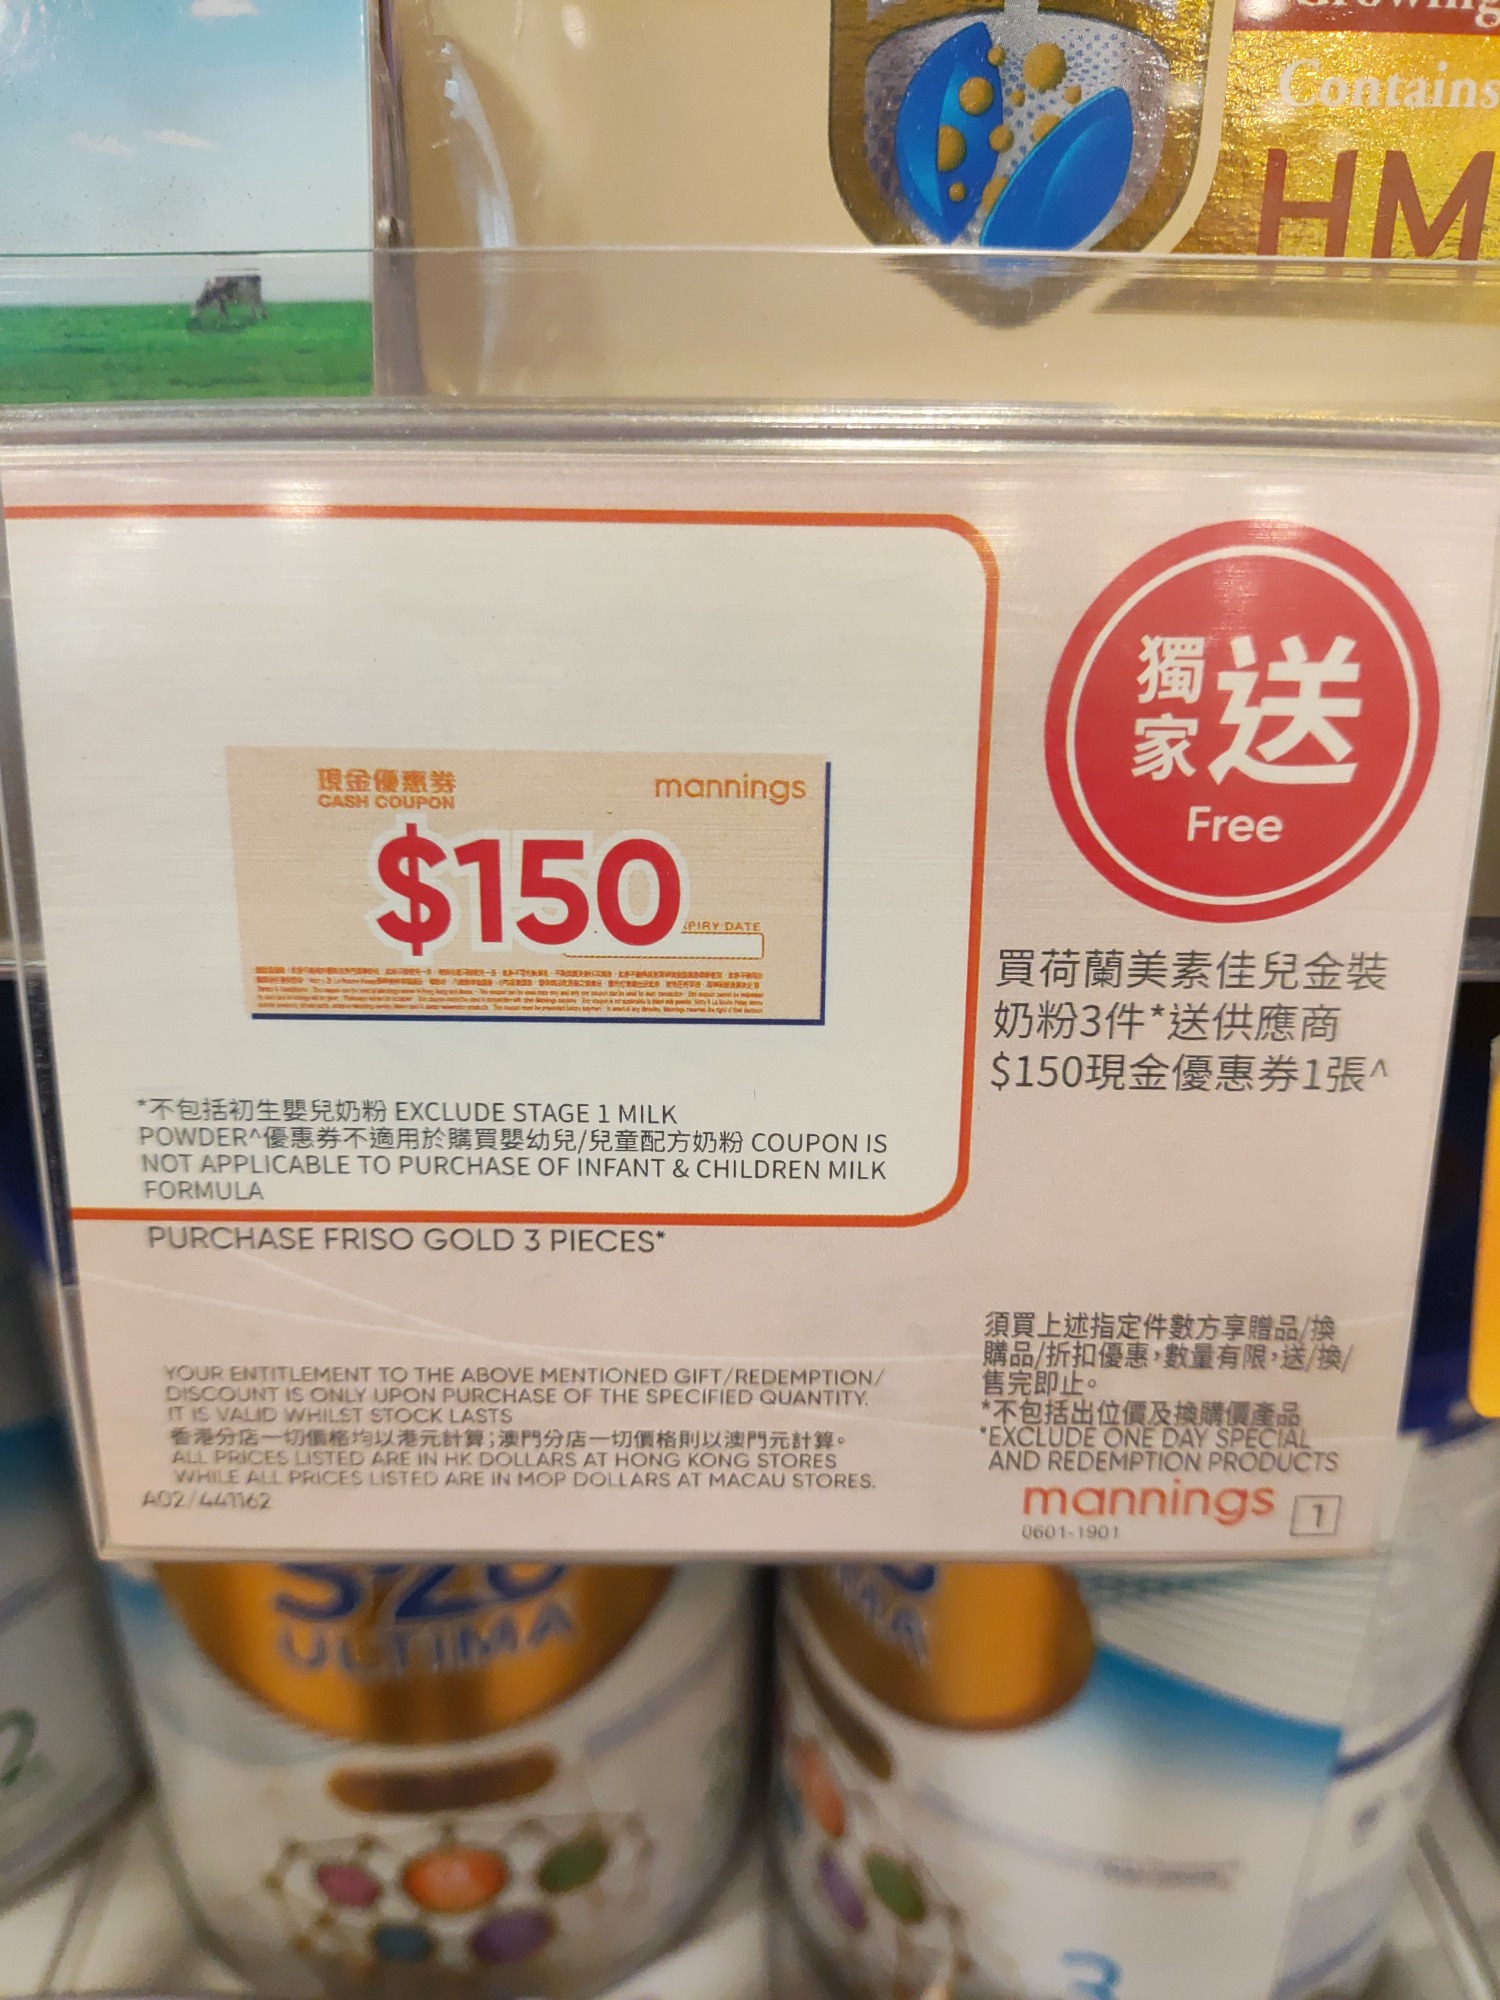 Contains
HM
獨家送
Free
現金優惠券
CASH COUPON
mannings
$150
PIRY DATE
買荷蘭美素佳兒金裝
奶粉3件*送供應商
$150現金優惠券1張^
*不包括初生嬰兒奶粉 EXCLUDE STAGE 1 MILK
POWDER^優惠券不適用於購買嬰幼兒/兒童配方奶粉 COUPON IS
NOT APPLICABLE TO PURCHASE OF INFANT & CHILDREN MILK
FORMULA
PURCHASE FRISO GOLD 3 PIECES*
YOUR ENTITLEMENT TO THE ABOVE MENTIONED GIFT/REDEMPTION/
DISCOUNT IS ONLY UPON PURCHASE OF THE SPECIFIED QUANTITY.
IT IS VALID WHILST STOCK LASTS
香港分店一切價格均以港元計算;澳門分店一切價格則以澳門元計算。
ALL PRICES LISTED ARE IN HK DOLLARS AT HONG KONG STORES
WHILE ALL PRICES LISTED ARE IN MOP DOLLARS AT MACAU STORES.
A02/441162
須買上述指定件數方享贈品/換
購品/折扣優惠,數量有限,送/換/
售完即止。
*不包括出位價及換購價產品
*EXCLUDE ONE DAY SPECIAL
AND REDEMPTION PRODUCTS
mannings 1
0601-1901
S-26
ULTIMA
2
3